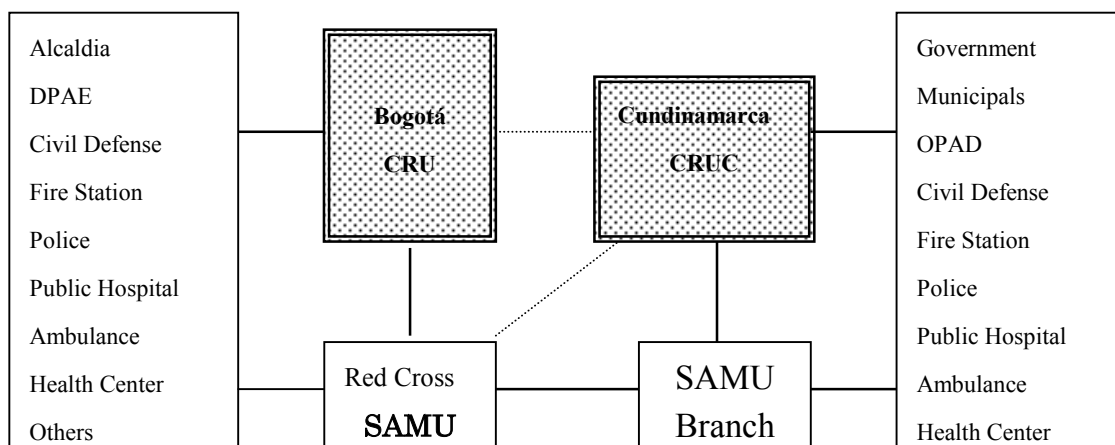 Alcaldia
DPAE
Civil Defense
Fire Station
Police
Public Hospital
Ambulance
Health Center
Others
Bogotá
CRU
Cundinamarca
CRUC
Red Cross
SAMU
SAMU
Branch
Government
Municipals
OPAD
Civil Defense
Fire Station
Police
Public Hospital
Ambulance
Health Center